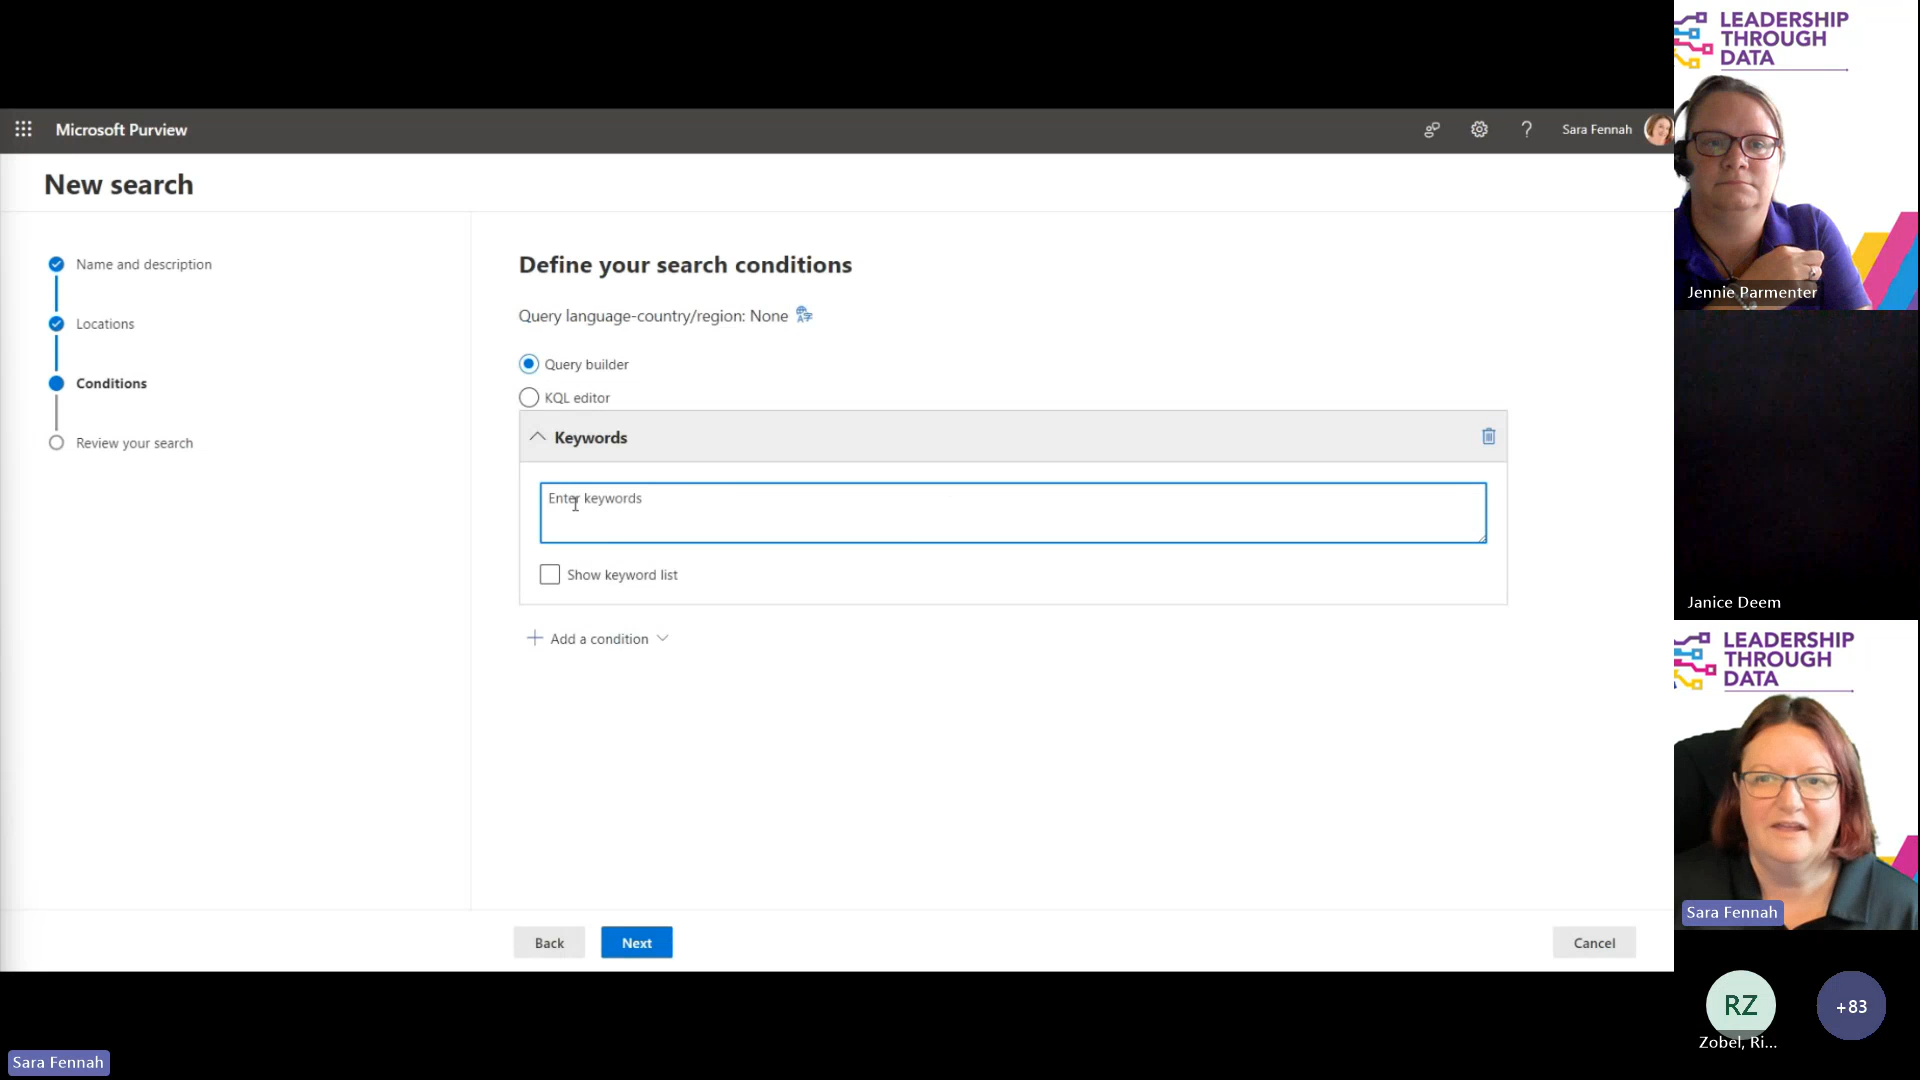 Microsoft Purview
?
Sara Fennah
New search
Name and description
Locations
Conditions
Review your search
Define your search conditions
Query language-country/region: None
Query builder
KQL editor
Keywords
Enter keywords
Show keyword list
Add a condition
Back
Next
Cancel
LEADERSHIP
THROUGH
DATA
Jennie Parmenter
Janice Deem
LEADERSHIP
THROUGH
DATA
Sara Fennah
RZ
+83
Zobel, Ri...
Sara Fennah